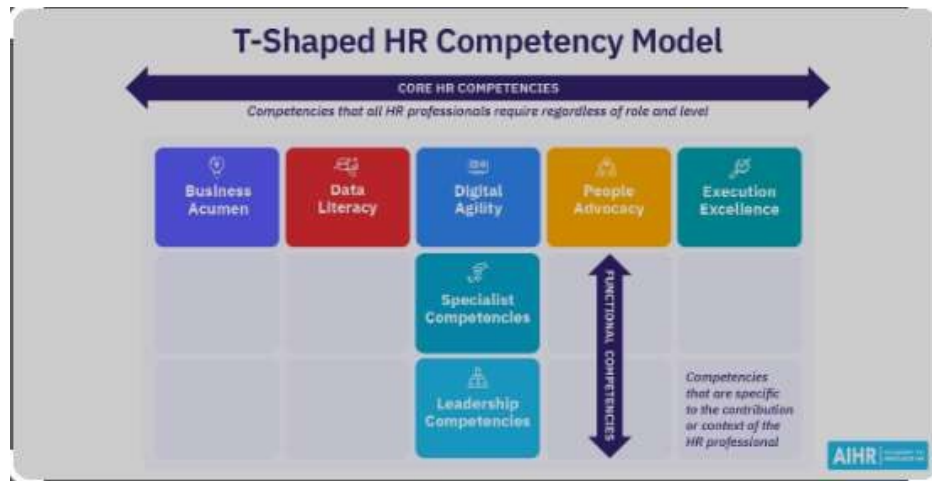 T-Shaped HR Competency Model
CORE HR COMPETENCIES
Competencies that all HR professionals require regardless of role and level
Business
Acumen
Data
Literacy
Digital
Agility
People
Advocacy
Execution
Excellence
Specialist
Competencies
Leadership
Competencies
FUNCTIONAL COMPETENCIES
Competencies
that are specific
to the contribution
or context of the
HR professional
AIHR